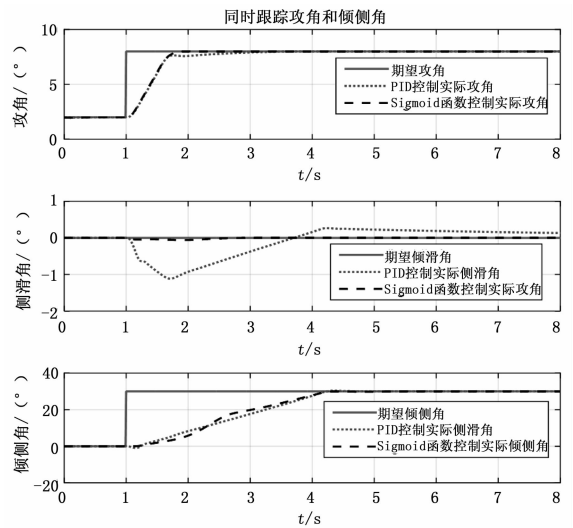 同时跟踪攻角和倾侧角
10
5
0
攻角/(°)
期望攻角
PID控制实际攻角
Sigmoid函数控制实际攻角
0 1 2 3 4 5 6 7 8
t/s
1
0
-1
-2
侧滑角/(°)
期望倾滑角
PID控制实际侧滑角
Sigmoid函数控制实际攻角
0 1 2 3 4 5 6 7 8
t/s
40
20
0
-20
倾侧角/(°)
期望倾侧角
PID控制实际侧滑角
Sigmoid函数控制实际倾侧角
0 1 2 3 4 5 6 7 8
t/s